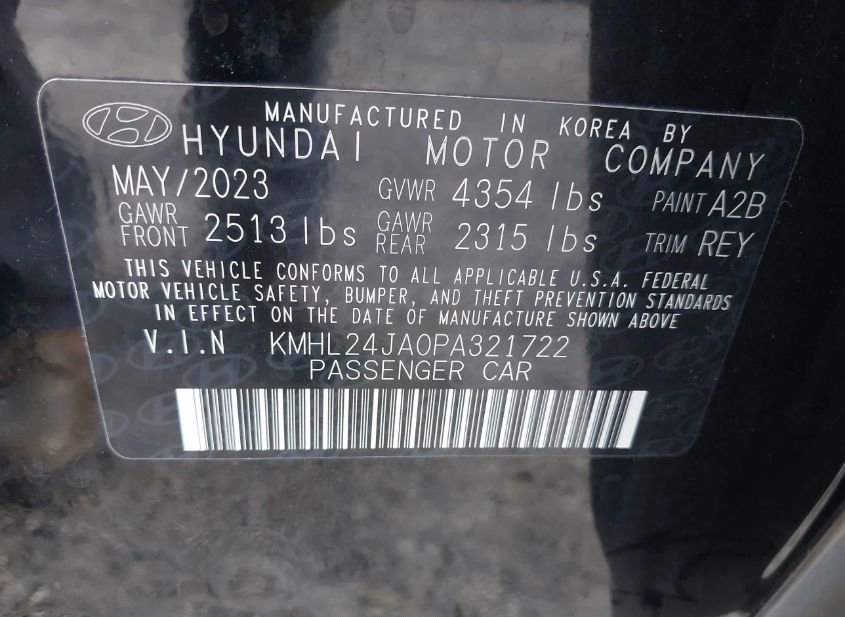 MANUFACTURED IN KOREA BY
HYUNDAI MOTOR COMPANY
MAY/2023 GVWR 4354 lbs PAINT A2B
GAWR FRONT 2513 lbs GAWR REAR 2315 lbs TRIM REY
THIS VEHICLE CONFORMS TO ALL APPLICABLE U.S.A. FEDERAL
MOTOR VEHICLE SAFETY, BUMPER, AND THEFT PREVENTION STANDARDS
IN EFFECT ON THE DATE OF MANUFACTURE SHOWN ABOVE
V.I.N KMHL24JA0PA321722
PASSENGER CAR